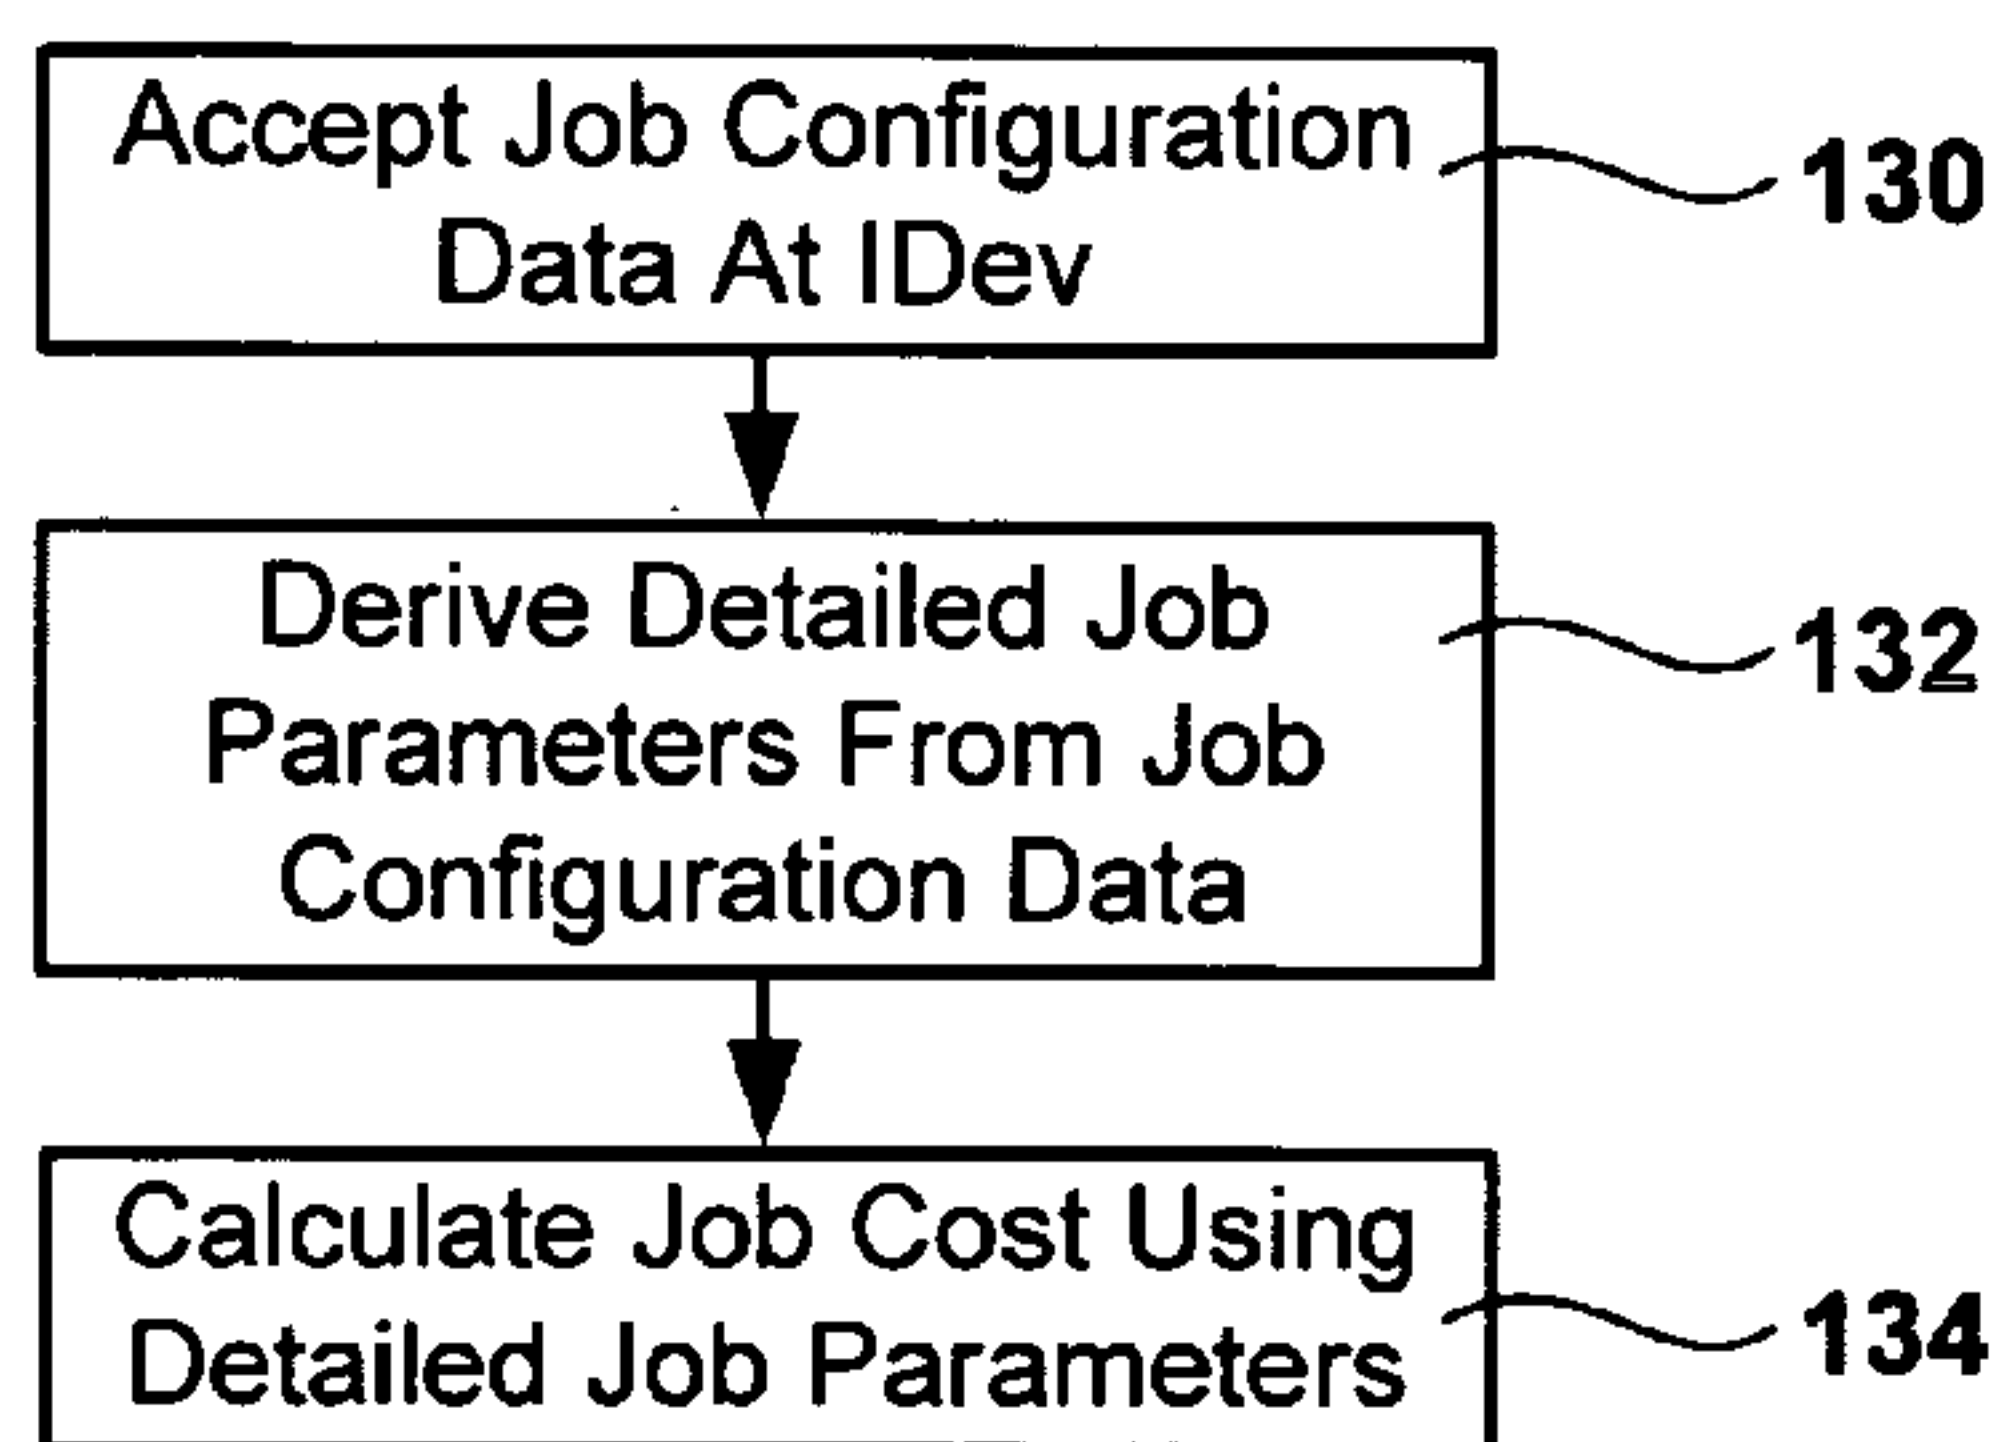 Accept Job Configuration
Data At IDev
130
Derive Detailed Job
Parameters From Job
Configuration Data
132
Calculate Job Cost Using
Detailed Job Parameters
134